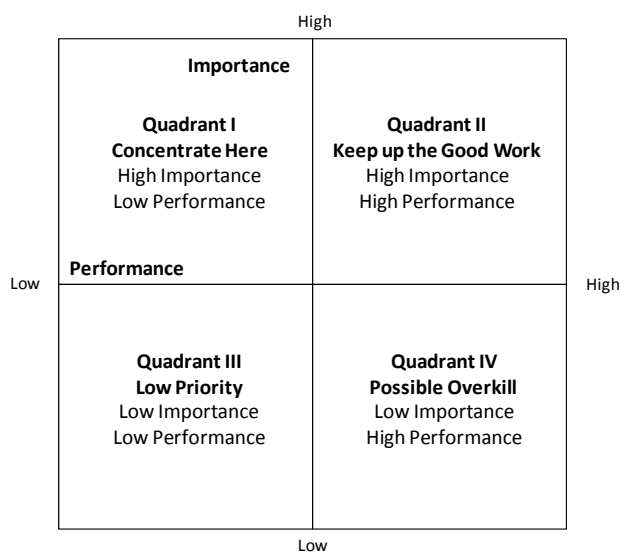 High
Importance
Quadrant I
Concentrate Here
High Importance
Low Performance
Quadrant II
Keep up the Good Work
High Importance
High Performance
Performance
Low
High
Quadrant III
Low Priority
Low Importance
Low Performance
Quadrant IV
Possible Overkill
Low Importance
High Performance
Low